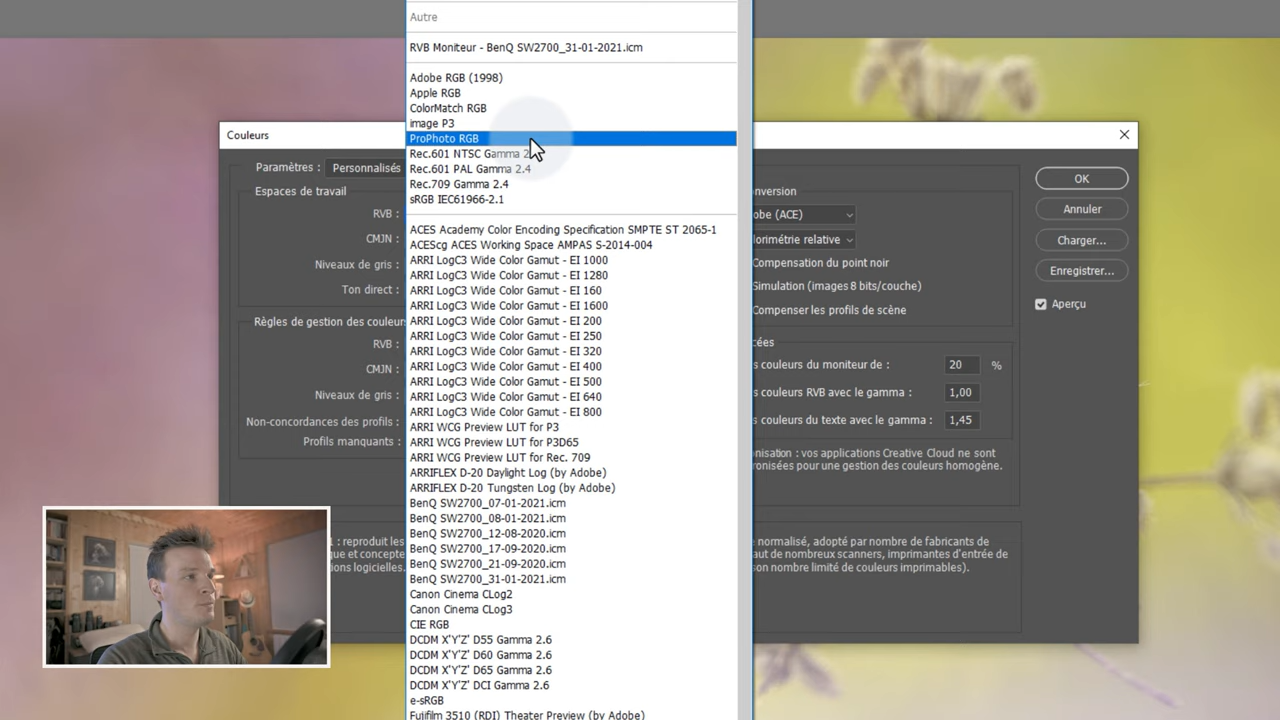 Autre
RVB Moniteur - BenQ SW2700_31-01-2021.icm
Adobe RGB (1998)
Apple RGB
ColorMatch RGB
image P3
ProPhoto RGB
Rec.601 NTSC Gamma 2
Rec.601 PAL Gamma 2.4
Rec.709 Gamma 2.4
sRGB IEC61966-2.1
ACES Academy Color Encoding Specification SMPTE ST 2065-1
ACEScg ACES Working Space AMPAS S-2014-004
ARRI LogC3 Wide Color Gamut - EI 1000
ARRI LogC3 Wide Color Gamut - EI 1280
ARRI LogC3 Wide Color Gamut - EI 160
ARRI LogC3 Wide Color Gamut - EI 1600
ARRI LogC3 Wide Color Gamut - EI 200
ARRI LogC3 Wide Color Gamut - EI 250
ARRI LogC3 Wide Color Gamut - EI 320
ARRI LogC3 Wide Color Gamut - EI 400
ARRI LogC3 Wide Color Gamut - EI 500
ARRI LogC3 Wide Color Gamut - EI 640
ARRI LogC3 Wide Color Gamut - EI 800
ARRI WCG Preview LUT for P3
ARRI WCG Preview LUT for P3D65
ARRI WCG Preview LUT for Rec. 709
ARRIFLEX D-20 Daylight Log (by Adobe)
ARRIFLEX D-20 Tungsten Log (by Adobe)
BenQ SW2700_07-01-2021.icm
BenQ SW2700_08-01-2021.icm
BenQ SW2700_12-08-2020.icm
BenQ SW2700_17-09-2020.icm
BenQ SW2700_21-09-2020.icm
BenQ SW2700_31-01-2021.icm
Canon Cinema CLog2
Canon Cinema CLog3
CIE RGB
DCDM X'Y'Z' D55 Gamma 2.6
DCDM X'Y'Z' D60 Gamma 2.6
DCDM X'Y'Z' D65 Gamma 2.6
DCDM X'Y'Z' DCI Gamma 2.6
e-sRGB
Fujifilm 3510 (RDI) Theater Preview (by Adobe)
Couleurs
Paramètres : Personnalisés
Espaces de travail
RVB :
CMJN :
Niveaux de gris :
Ton direct :
Règles de gestion des couleurs
RVB :
CMJN :
Niveaux de gris :
Non-concordances des profils :
Profils manquants :
1 : reproduit les
que et concepte
tions logicielles.
onversion
obe (ACE)
orimétrie relative
Compensation du point noir
Simulation (images 8 bits/couche)
Compenser les profils de scène
cées
s couleurs du moniteur de : 20 %
s couleurs RVB avec le gamma : 1,00
s couleurs du texte avec le gamma : 1,45
onisation : vos applications Creative Cloud ne sont
ronisées pour une gestion des couleurs homogène.
e normalisé, adopté par nombre de fabricants de
aut de nombreux scanners, imprimantes d'entrée de
son nombre limité de couleurs imprimables).
OK
Annuler
Charger...
Enregistrer...
Aperçu